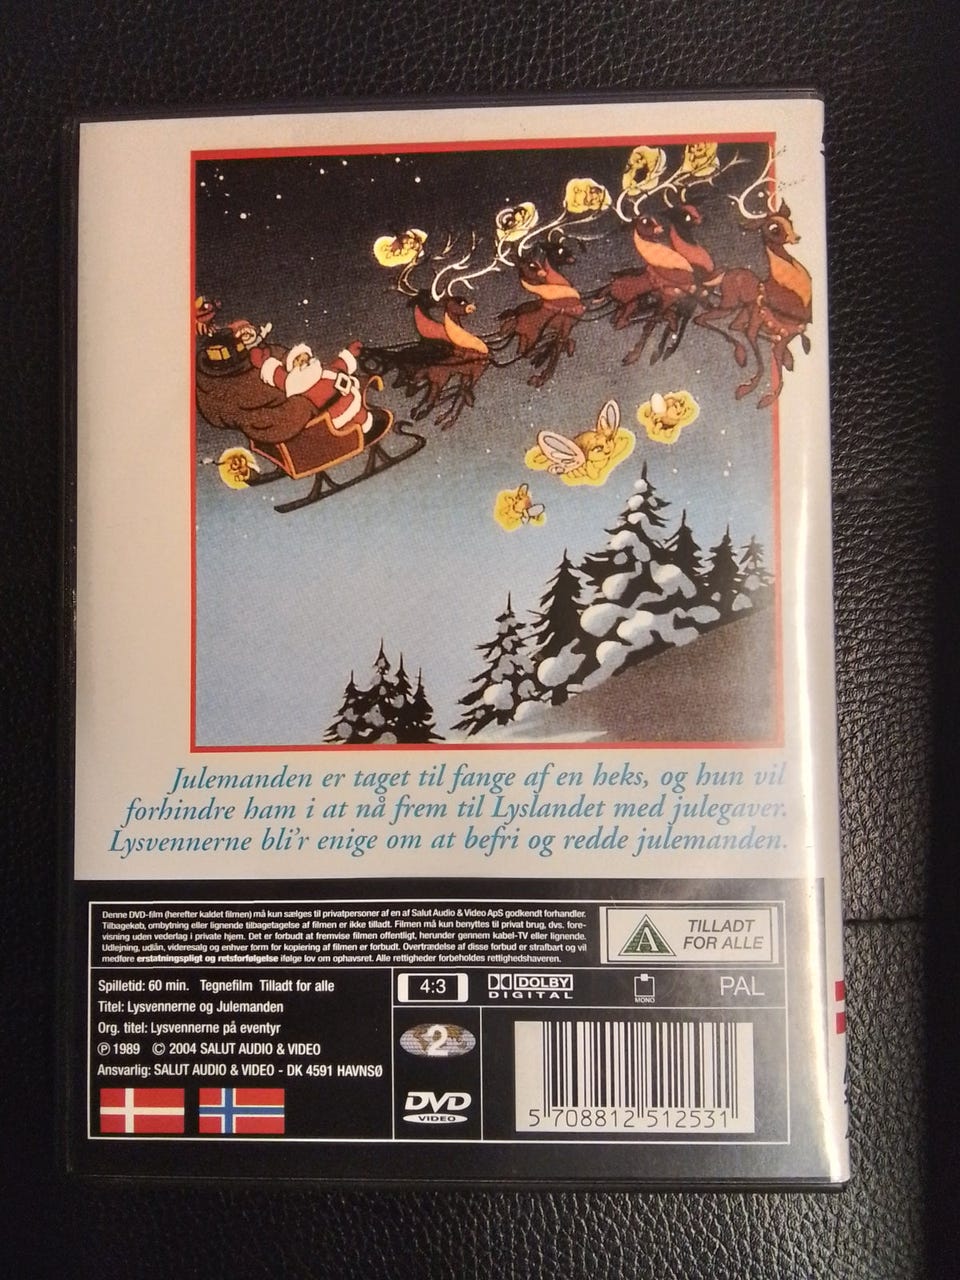 Julemanden er taget til fange af en heks, og hun vil
forhindre ham i at nå frem til Lyslandet med julegaver.
Lysvennerne bli'r enige om at befri og redde julemanden.
Denne DVD-film (herefter kaldet filmen) må kun sælges til privatpersoner af en af Salut Audio & Video ApS godkendt forhandler.
Tilbagekøb, ombytning eller lignende tilbagetagelse af filmen er ikke tilladt. Filmen må kun benyttes til privat brug, dvs. fore-
visning uden vederlag i private hjem. Det er forbudt at fremvise filmen offentligt, herunder gennem kabel-TV eller lignende.
Udlejning, udlån, videresalg og enhver form for kopiering af filmen er forbudt. Overtrædelse af disse forbud er strafbart og vil
medføre erstatningspligt og retsforfølgelse ifølge lov om ophavsret. Alle rettigheder forbeholdes rettighedshaveren.
A
TILLADT
FOR ALLE
Spilletid: 60 min. Tegnefilm Tilladt for alle
Titel: Lysvennerne og Julemanden
Org. titel: Lysvennerne på eventyr
℗ 1989 © 2004 SALUT AUDIO & VIDEO
Ansvarlig: SALUT AUDIO & VIDEO - DK 4591 HAVNSØ
4:3
DOLBY
DIGITAL
MONO
PAL
2
DVD
VIDEO
5 708812 512531